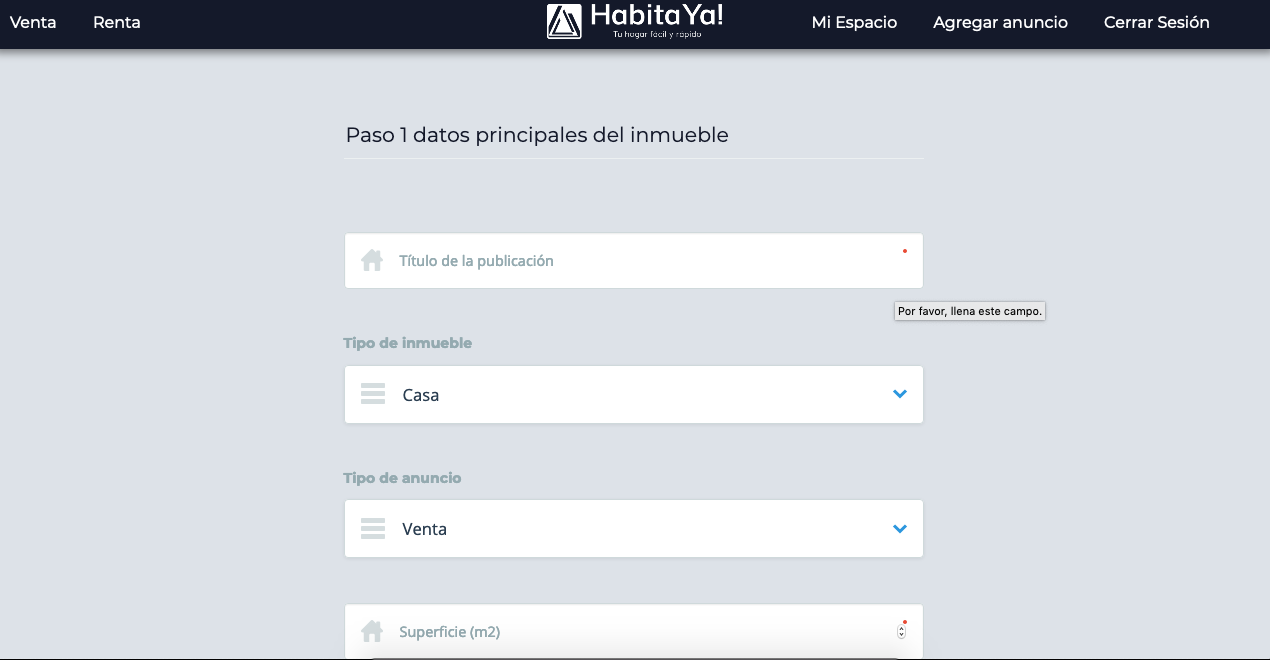 Venta Renta HabitaYa! Mi Espacio Agregar anuncio Cerrar Sesión
Tu hogar fácil y rápido
Paso 1 datos principales del inmueble
Título de la publicación
Por favor, llena este campo.
Tipo de inmueble
Casa
Tipo de anuncio
Venta
Superficie (m2)